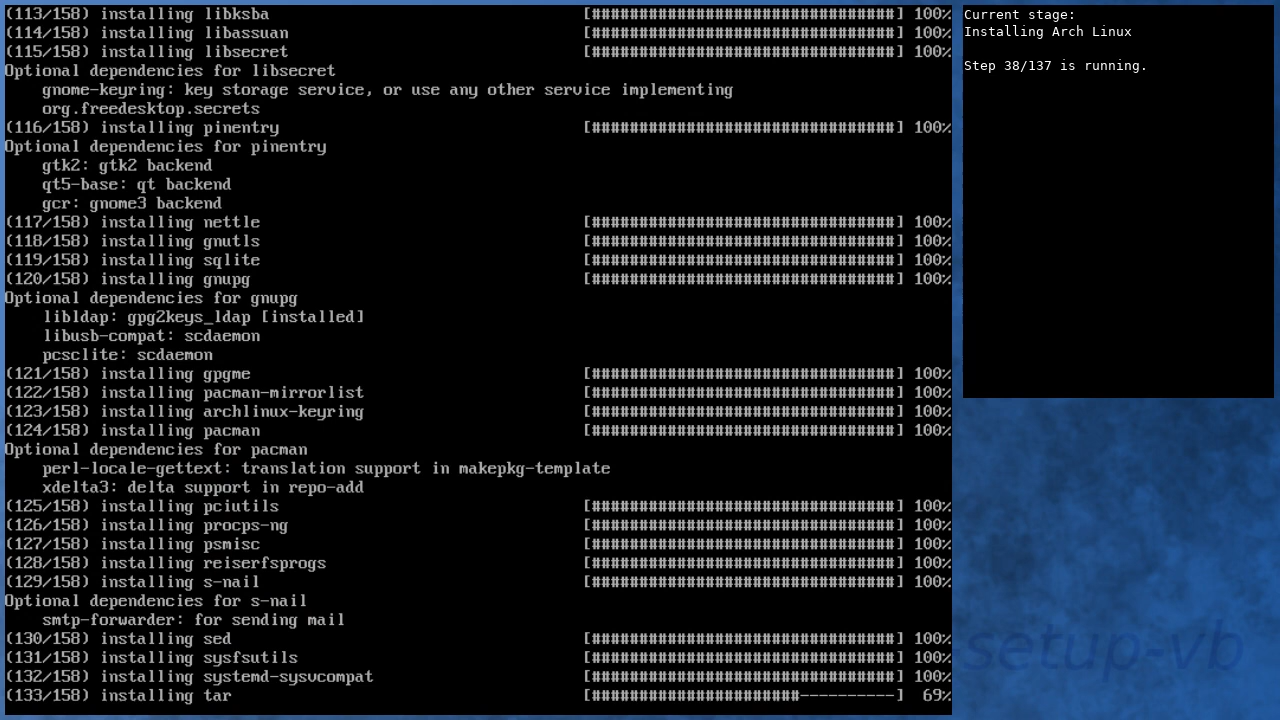 (113/158) installing libksba [################################] 100%
(114/158) installing libassuan [################################] 100%
(115/158) installing libsecret [################################] 100%
Optional dependencies for libsecret
gnome-keyring: key storage service, or use any other service implementing
org.freedesktop.secrets
(116/158) installing pinentry [################################] 100%
Optional dependencies for pinentry
gtk2: gtk2 backend
qt5-base: qt backend
gcr: gnome3 backend
(117/158) installing nettle [################################] 100%
(118/158) installing gnutls [################################] 100%
(119/158) installing sqlite [################################] 100%
(120/158) installing gnupg [################################] 100%
Optional dependencies for gnupg
libldap: gpg2keys_ldap [installed]
libusb-compat: scdaemon
pcsclite: scdaemon
(121/158) installing gpgme [################################] 100%
(122/158) installing pacman-mirrorlist [################################] 100%
(123/158) installing archlinux-keyring [################################] 100%
(124/158) installing pacman [################################] 100%
Optional dependencies for pacman
perl-locale-gettext: translation support in makepkg-template
xdelta3: delta support in repo-add
(125/158) installing pciutils [################################] 100%
(126/158) installing procps-ng [################################] 100%
(127/158) installing psmisc [################################] 100%
(128/158) installing reiserfsprogs [################################] 100%
(129/158) installing s-nail [################################] 100%
Optional dependencies for s-nail
smtp-forwarder: for sending mail
(130/158) installing sed [################################] 100%
(131/158) installing sysfsutils [################################] 100%
(132/158) installing systemd-sysvcompat [################################] 100%
(133/158) installing tar [######################----------] 69%
Current stage:
Installing Arch Linux
Step 38/137 is running.
setup-vb